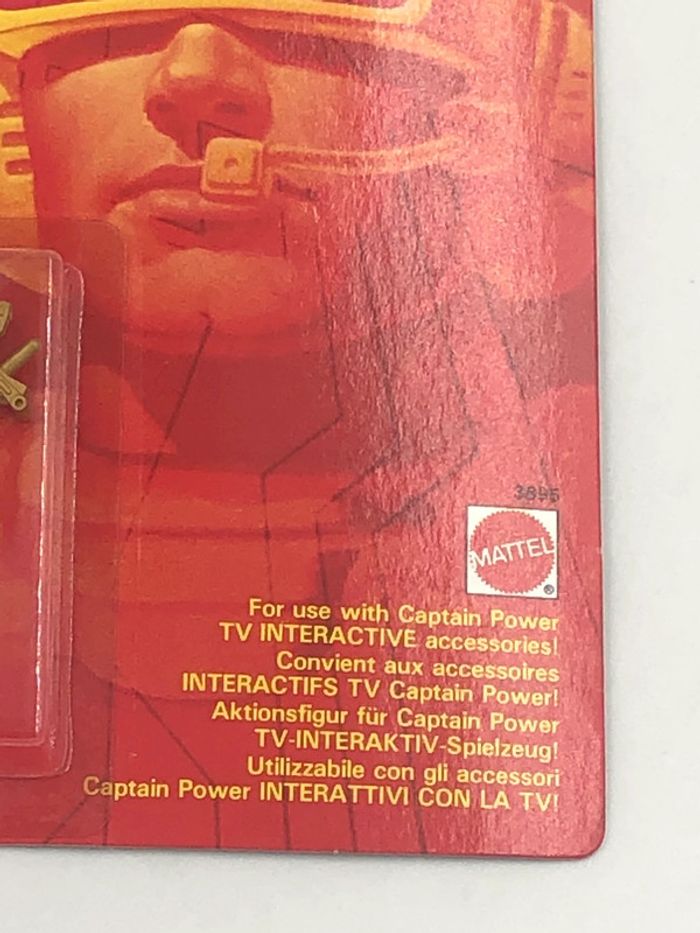 3895
MATTEL
®
For use with Captain Power
TV INTERACTIVE accessories!
Convient aux accessoires
INTERACTIFS TV Captain Power!
Aktionsfigur für Captain Power
TV-INTERAKTIV-Spielzeug!
Utilizzabile con gli accessori
Captain Power INTERATTIVI CON LA TV!